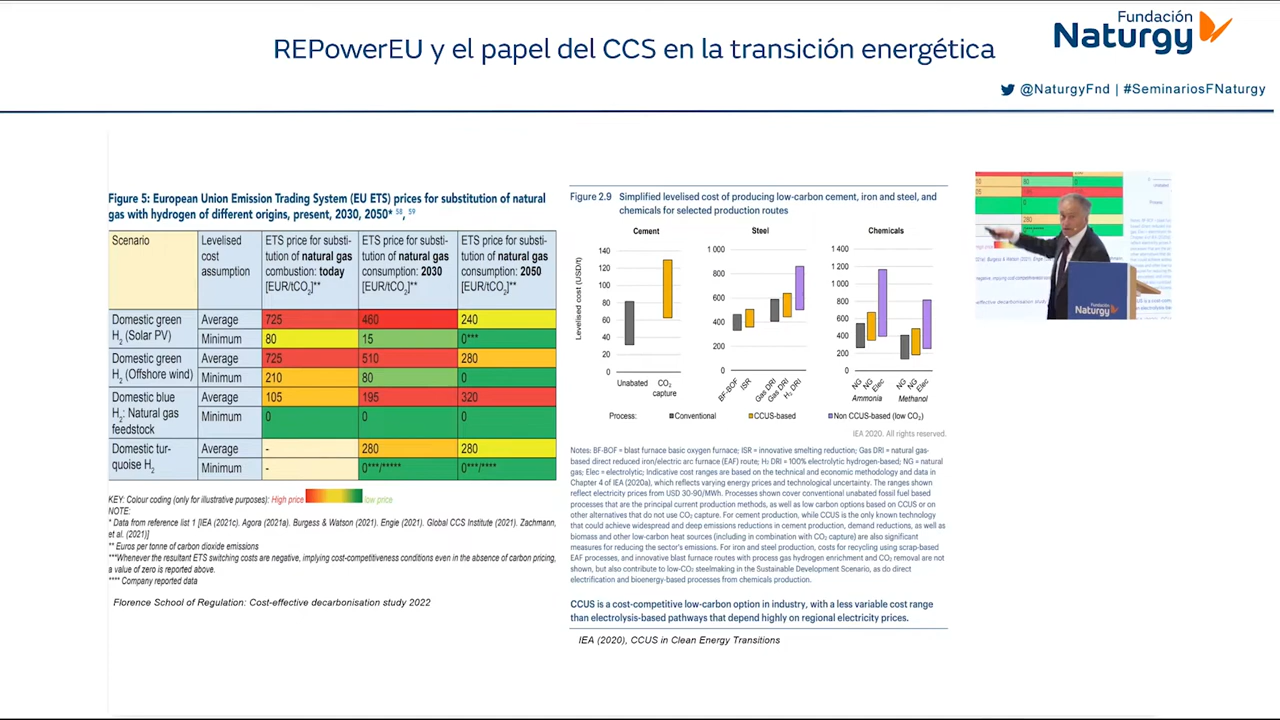 REPowerEU y el papel del CCS en la transición energética
Fundación
Naturgy
@NaturgyFnd | #SeminariosFNaturgy
Figure 5: European Union Emission Trading System (EU ETS) prices for substitution of natural
gas with hydrogen of different origins, present, 2030, 2050* 58, 59
Scenario
Levelised
cost
assumption
ETS price for substi-
tution of natural gas
combustion: today
[EUR/tCO2]**
ETS price for substi-
tution of natural gas
consumption: 2030
[EUR/tCO2]**
ETS price for substi-
tution of natural gas
consumption: 2050
[EUR/tCO2]**
Domestic green
H2 (Solar PV)
Average 725 460 240
Minimum 80 15 0***
Domestic green
H2 (Offshore wind)
Average 725 510 280
Minimum 210 80 0
Domestic blue
H2: Natural gas
feedstock
Average 105 195 320
Minimum 0 0 0
Domestic tur-
quoise H2
Average - 280 280
Minimum - 0***/***** 0***/****
KEY: Colour coding (only for illustrative purposes): High price low price
NOTE:
* Data from reference list 1 [IEA (2021c). Agora (2021a). Burgess & Watson (2021). Engie (2021). Global CCS Institute (2021). Zachmann,
et al. (2021)]
** Euros per tonne of carbon dioxide emissions
***Whenever the resultant ETS switching costs are negative, implying cost-competitiveness conditions even in the absence of carbon pricing,
a value of zero is reported above.
**** Company reported data
Florence School of Regulation: Cost-effective decarbonisation study 2022
Figure 2.9 Simplified levelised cost of producing low-carbon cement, iron and steel, and
chemicals for selected production routes
Cement
Steel
Chemicals
Levelised cost (USD/t)
140
120
100
80
60
40
20
0
Unabated
CO2
capture
1 000
800
600
400
200
0
BF-BOF
ISR
Gas DRI
Gas DRI
H2 DRI
1 400
1 200
1 000
800
600
400
200
0
NG
NG
Elec
NG
NG
Elec
Ammonia
Methanol
Process: Conventional CCUS-based Non CCUS-based (low CO2)
IEA 2020. All rights reserved.
Notes: BF-BOF = blast furnace basic oxygen furnace; ISR = innovative smelting reduction; Gas DRI = natural gas-
based direct reduced iron/electric arc furnace (EAF) route; H2 DRI = 100% electrolytic hydrogen-based; NG = natural
gas; Elec = electrolytic; Indicative cost ranges are based on the technical and economic methodology and data in
Chapter 4 of IEA (2020a), which reflects varying energy prices and technological uncertainty. The ranges shown
reflect electricity prices from USD 30-90/MWh. Processes shown cover conventional unabated fossil fuel based
processes that are the principal current production methods, as well as low carbon options based on CCUS or on
other alternatives that do not use CO2 capture. For cement production, while CCUS is the only known technology
that could achieve widespread and deep emissions reductions in cement production, demand reductions, as well as
biomass and other low-carbon heat sources (including in combination with CO2 capture) are also significant
measures for reducing the sector's emissions. For iron and steel production, costs for recycling using scrap-based
EAF processes, and innovative blast furnace routes with process gas hydrogen enrichment and CO2 removal are not
shown, but also contribute to low-CO2 steelmaking in the Sustainable Development Scenario, as do direct
electrification and bioenergy-based processes from chemicals production.
CCUS is a cost-competitive low-carbon option in industry, with a less variable cost range
than electrolysis-based pathways that depend highly on regional electricity prices.
IEA (2020), CCUS in Clean Energy Transitions
Fundación
Naturgy